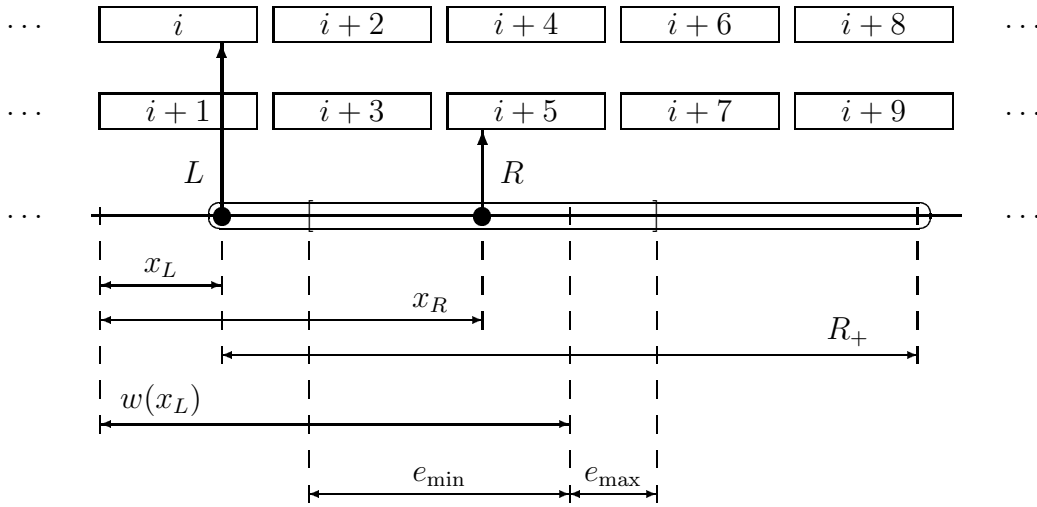 ⋯ i i + 2 i + 4 i + 6 i + 8 ⋯
⋯ i + 1 i + 3 i + 5 i + 7 i + 9 ⋯
L R
⋯ [ ] ⋯
x_L
x_R
R_+
w(x_L)
e_min e_max